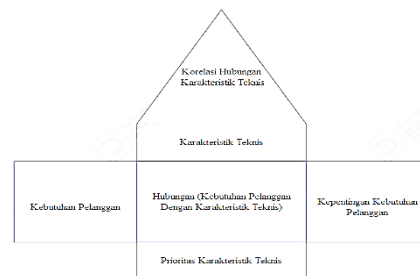 Korelasi Hubungan
Karakteristik Teknis
Karakteristik Teknis
Kebutuhan Pelanggan
Hubungan (Kebutuhan Pelanggan
Dengan Karakteristik Teknis)
Kepentingan Kebutuhan
Pelanggan
Prioritas Karakteristik Teknis